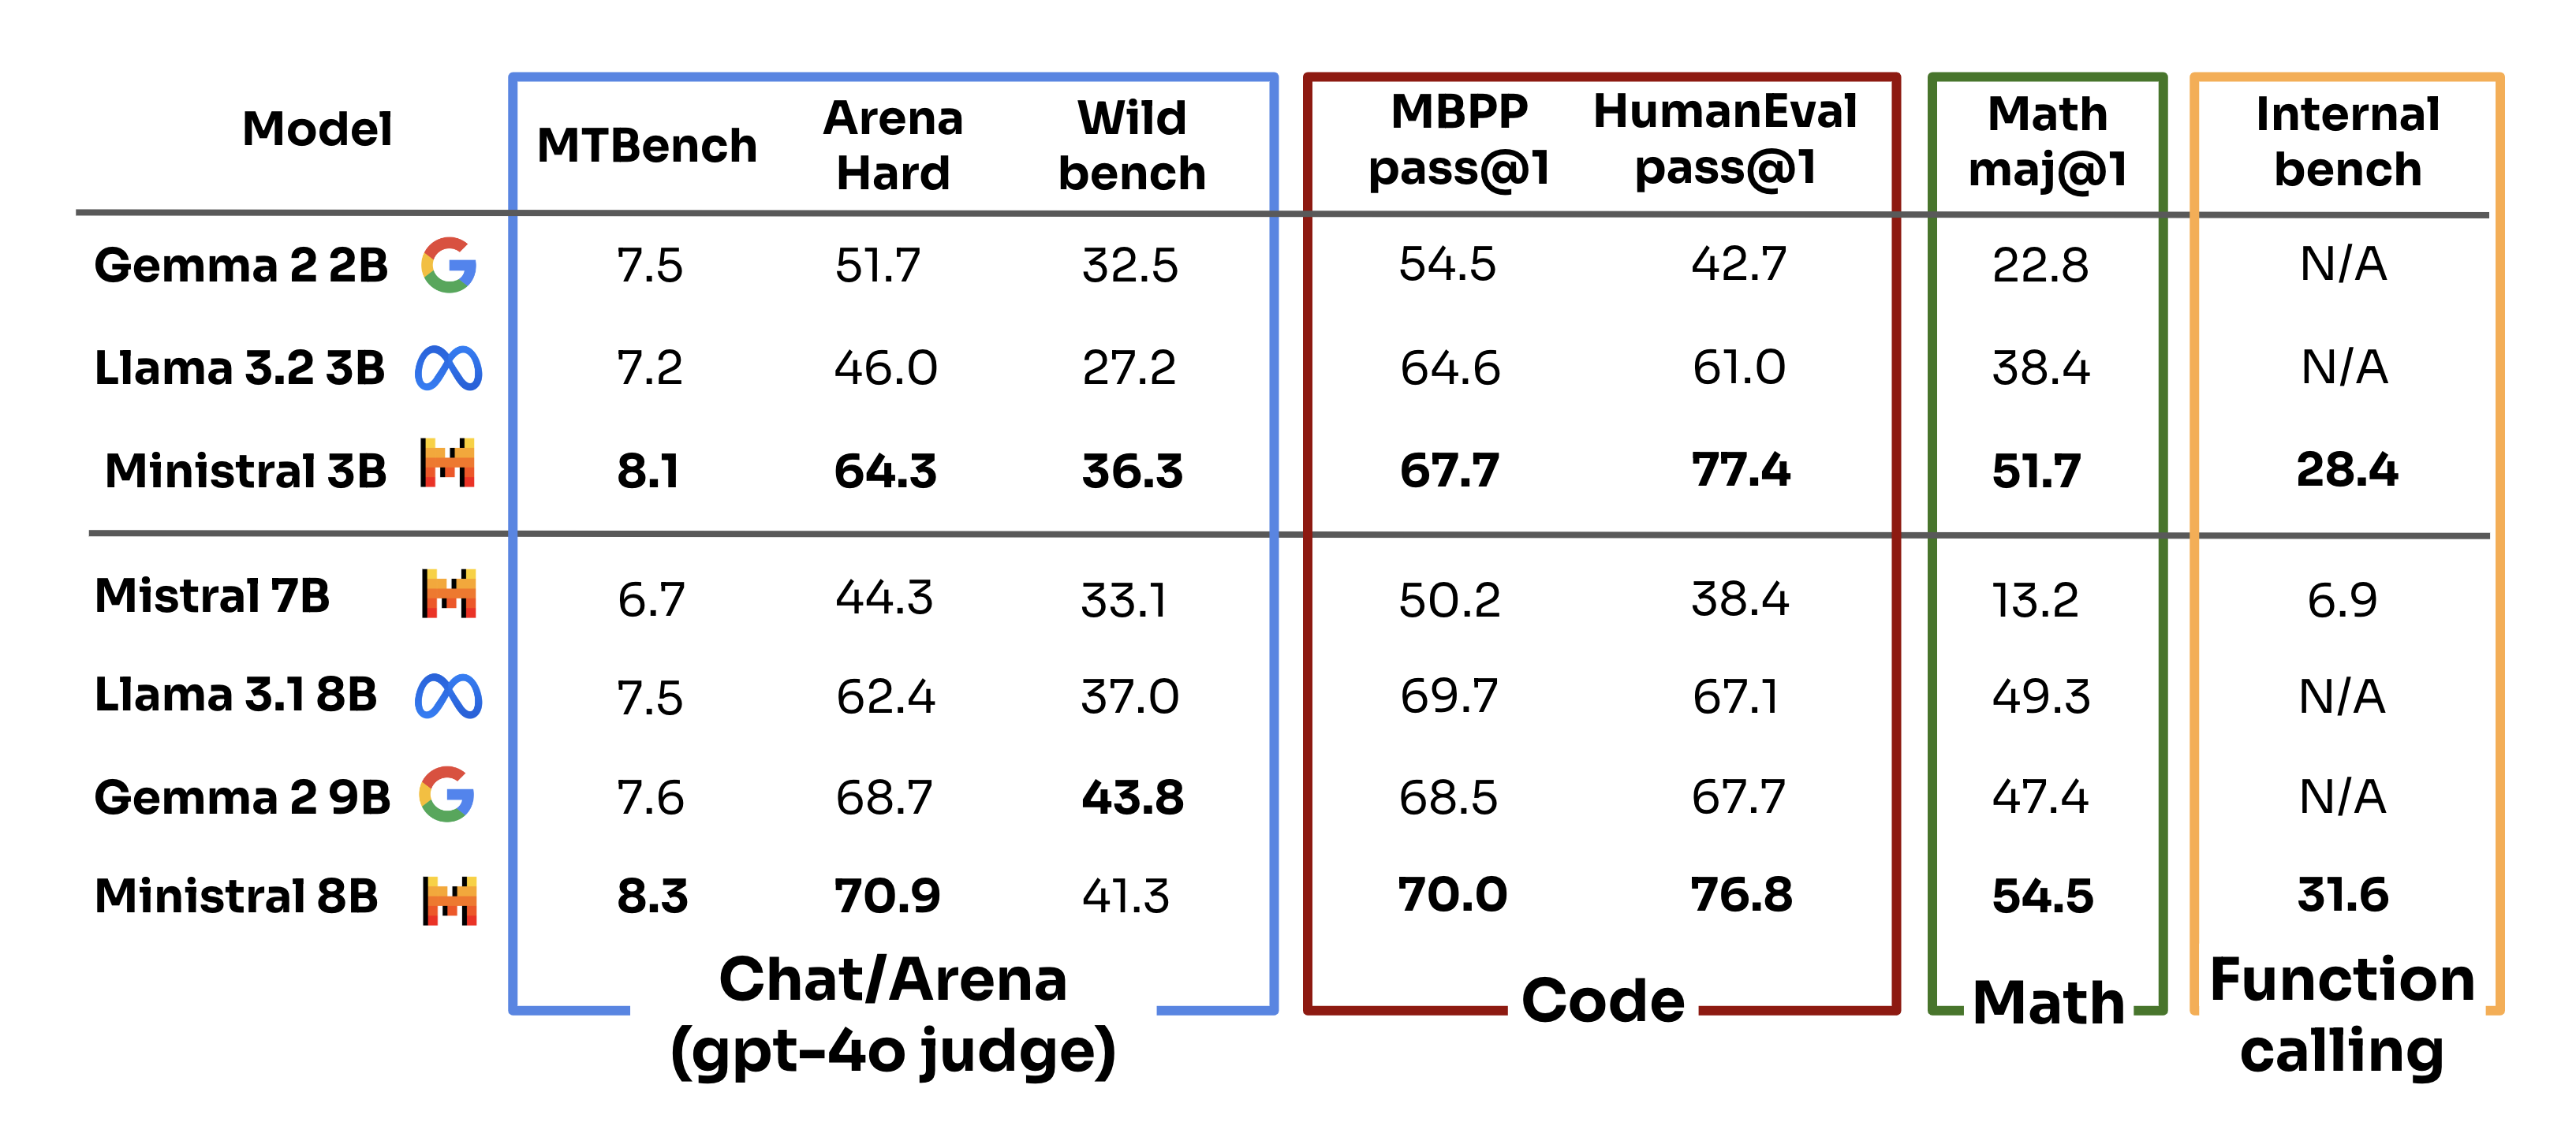 Model MTBench Arena Hard Wild bench MBPP pass@1 HumanEval pass@1 Math maj@1 Internal bench
Gemma 2 2B 7.5 51.7 32.5 54.5 42.7 22.8 N/A
Llama 3.2 3B 7.2 46.0 27.2 64.6 61.0 38.4 N/A
Ministral 3B 8.1 64.3 36.3 67.7 77.4 51.7 28.4
Mistral 7B 6.7 44.3 33.1 50.2 38.4 13.2 6.9
Llama 3.1 8B 7.5 62.4 37.0 69.7 67.1 49.3 N/A
Gemma 2 9B 7.6 68.7 43.8 68.5 67.7 47.4 N/A
Ministral 8B 8.3 70.9 41.3 70.0 76.8 54.5 31.6
Chat/Arena (gpt-4o judge) Code Math Function calling